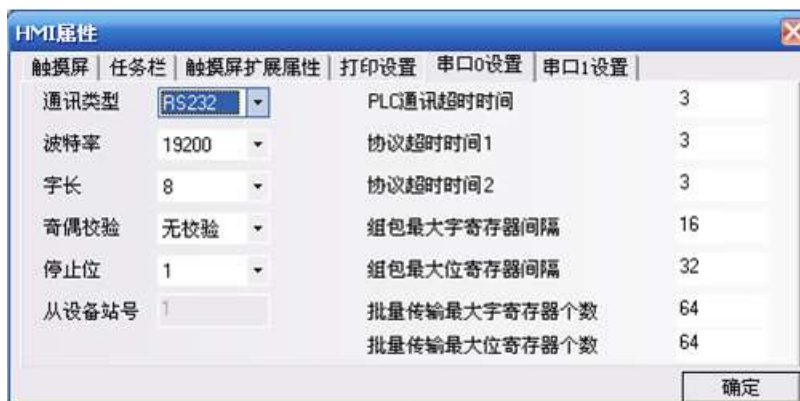 HMI属性
触摸屏 任务栏 触摸屏扩展属性 打印设置 串口0设置 串口1设置
通讯类型 RS232 PLC通讯超时时间 3
波特率 19200 协议超时时间1 3
字长 8 协议超时时间2 3
奇偶校验 无校验 组包最大字寄存器间隔 16
停止位 1 组包最大位寄存器间隔 32
从设备站号 1 批量传输最大字寄存器个数 64
批量传输最大位寄存器个数 64
确定